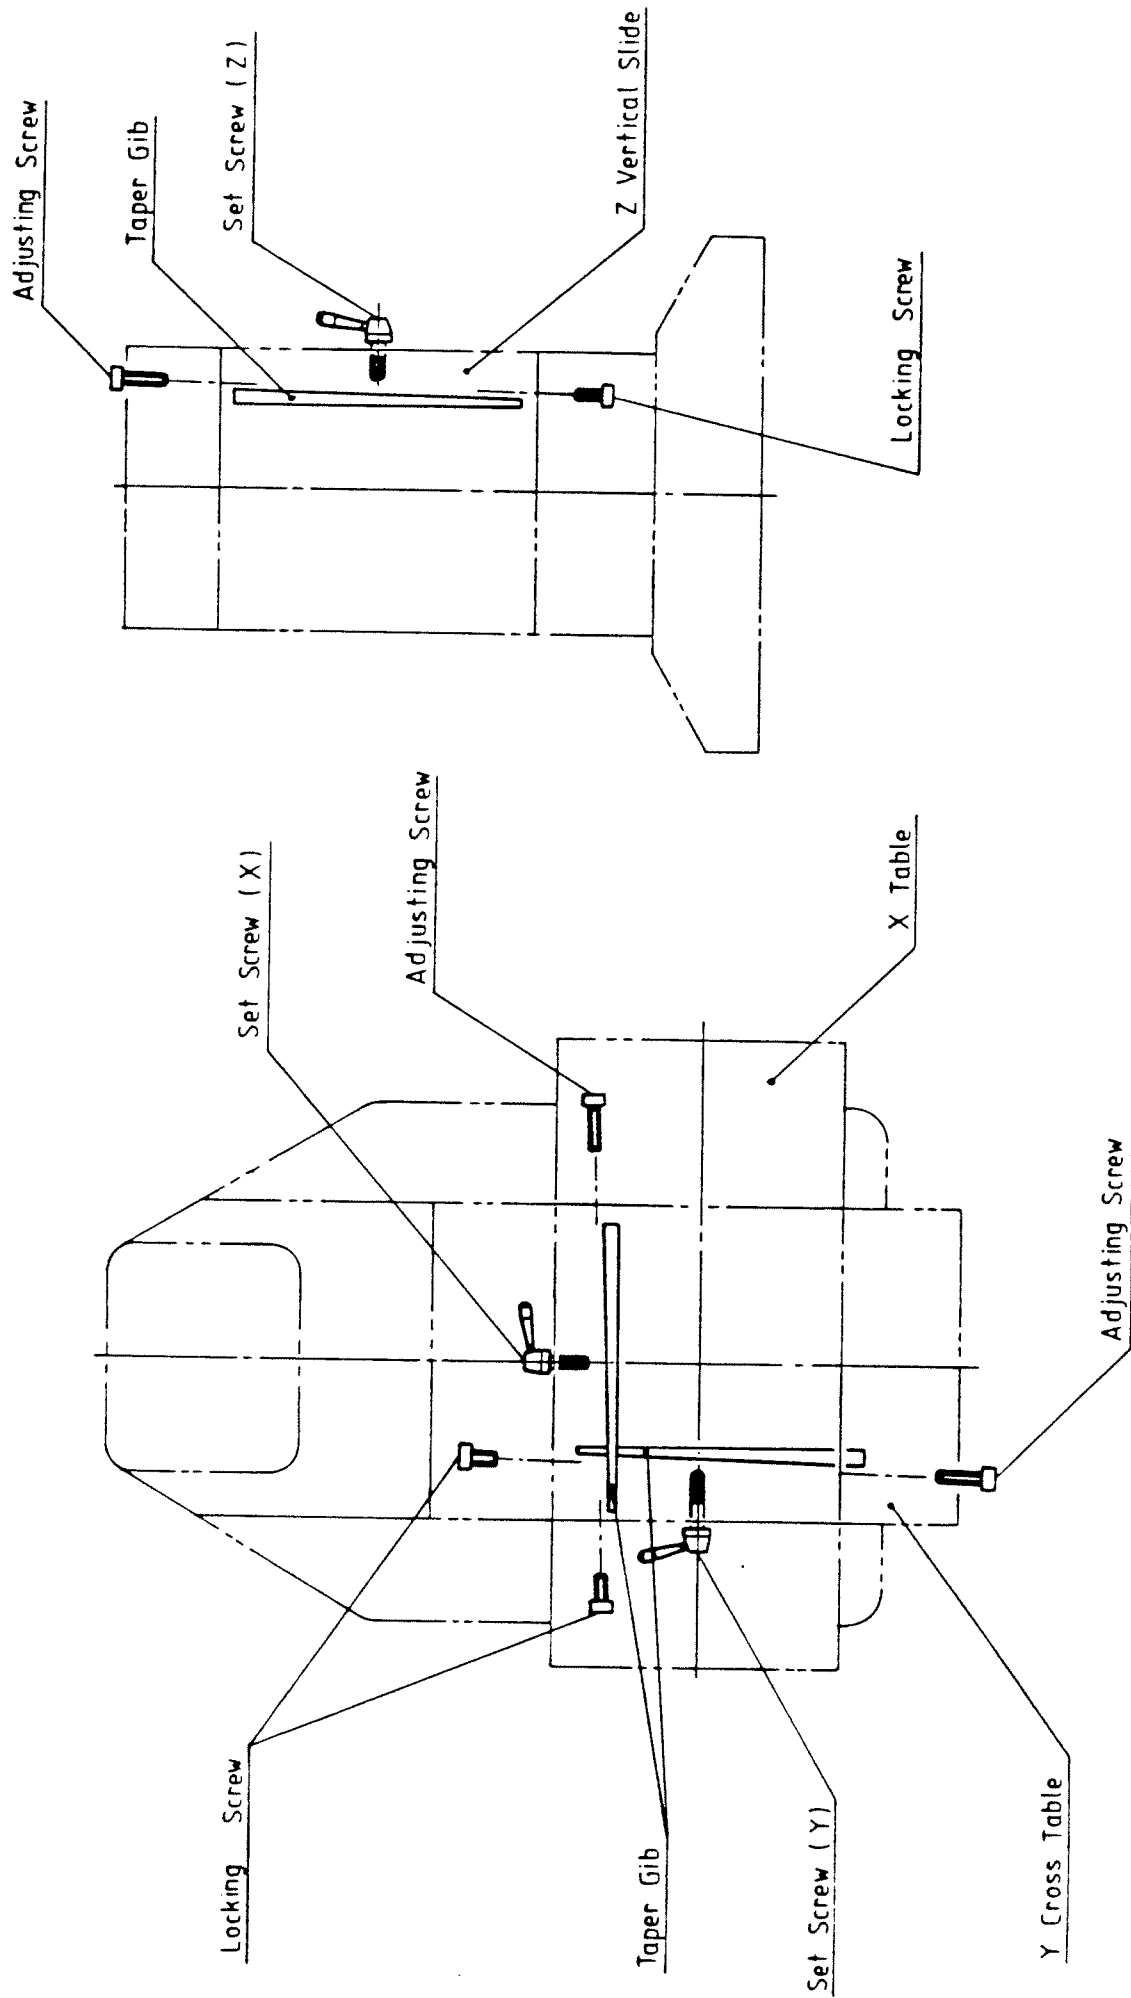 Adjusting Screw
Taper Gib
Set Screw (Z)
Z Vertical Slide
Locking Screw
Set Screw (X)
Adjusting Screw
X Table
Adjusting Screw
Locking Screw
Taper Gib
Set Screw (Y)
Y Cross Table